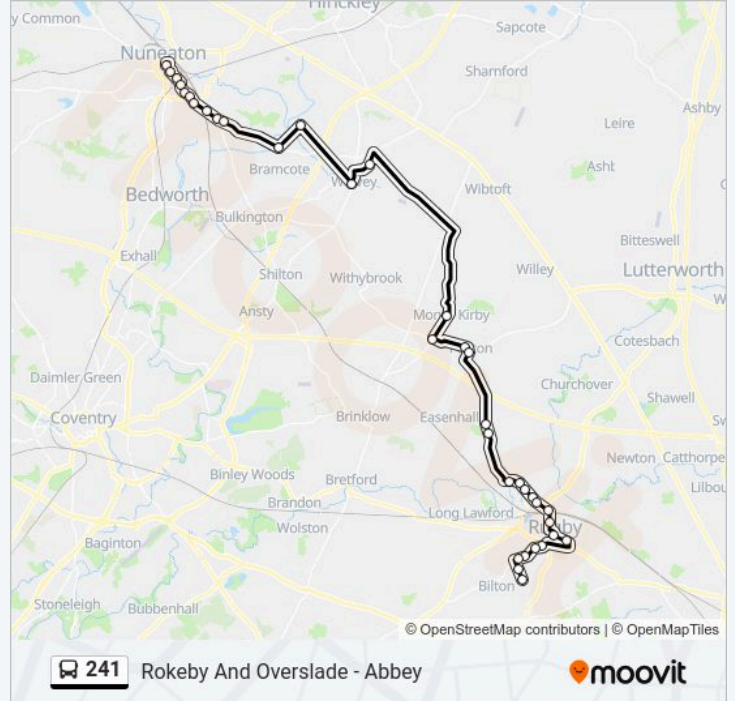 Hinckley
y Common
Sapcote
Nuneaton
Sharnford
Ashby
Leire
Bramcote
Asht
Wolvey
Wibtoft
Bedworth
Bulkington
Bitteswell
Exhall
Shilton
Withybrook
Willey
Lutterworth
Ansty
Monks Kirby
W
Cotesbach
Daimler Green
Churchover
Shawell
Coventry
Brinklow
Easenhall
Sw
Newton
Catthorpe
Binley Woods
Bretford
Lilbou
Brandon
Long Lawford
Wolston
Rugby
Baginton
Bilton
Stoneleigh
Bubbenhall
© OpenStreetMap contributors | © OpenMapTiles
241 Rokeby And Overslade - Abbey
moovit